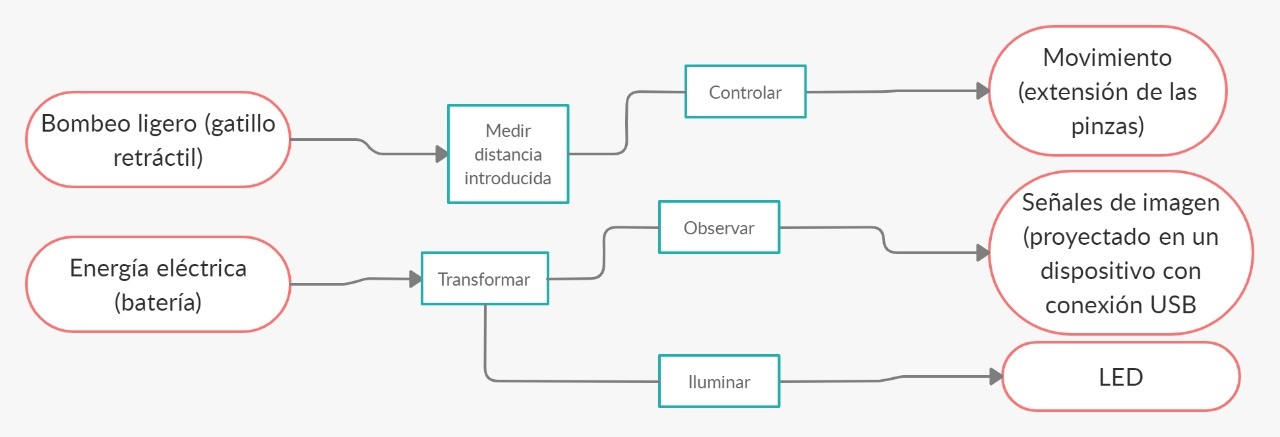 Bombeo ligero (gatillo
retráctil)
Medir
distancia
introducida
Controlar
Movimiento
(extensión de las
pinzas)
Energía eléctrica
(batería)
Transformar
Observar
Señales de imagen
(proyectado en un
dispositivo con
conexión USB
Iluminar
LED